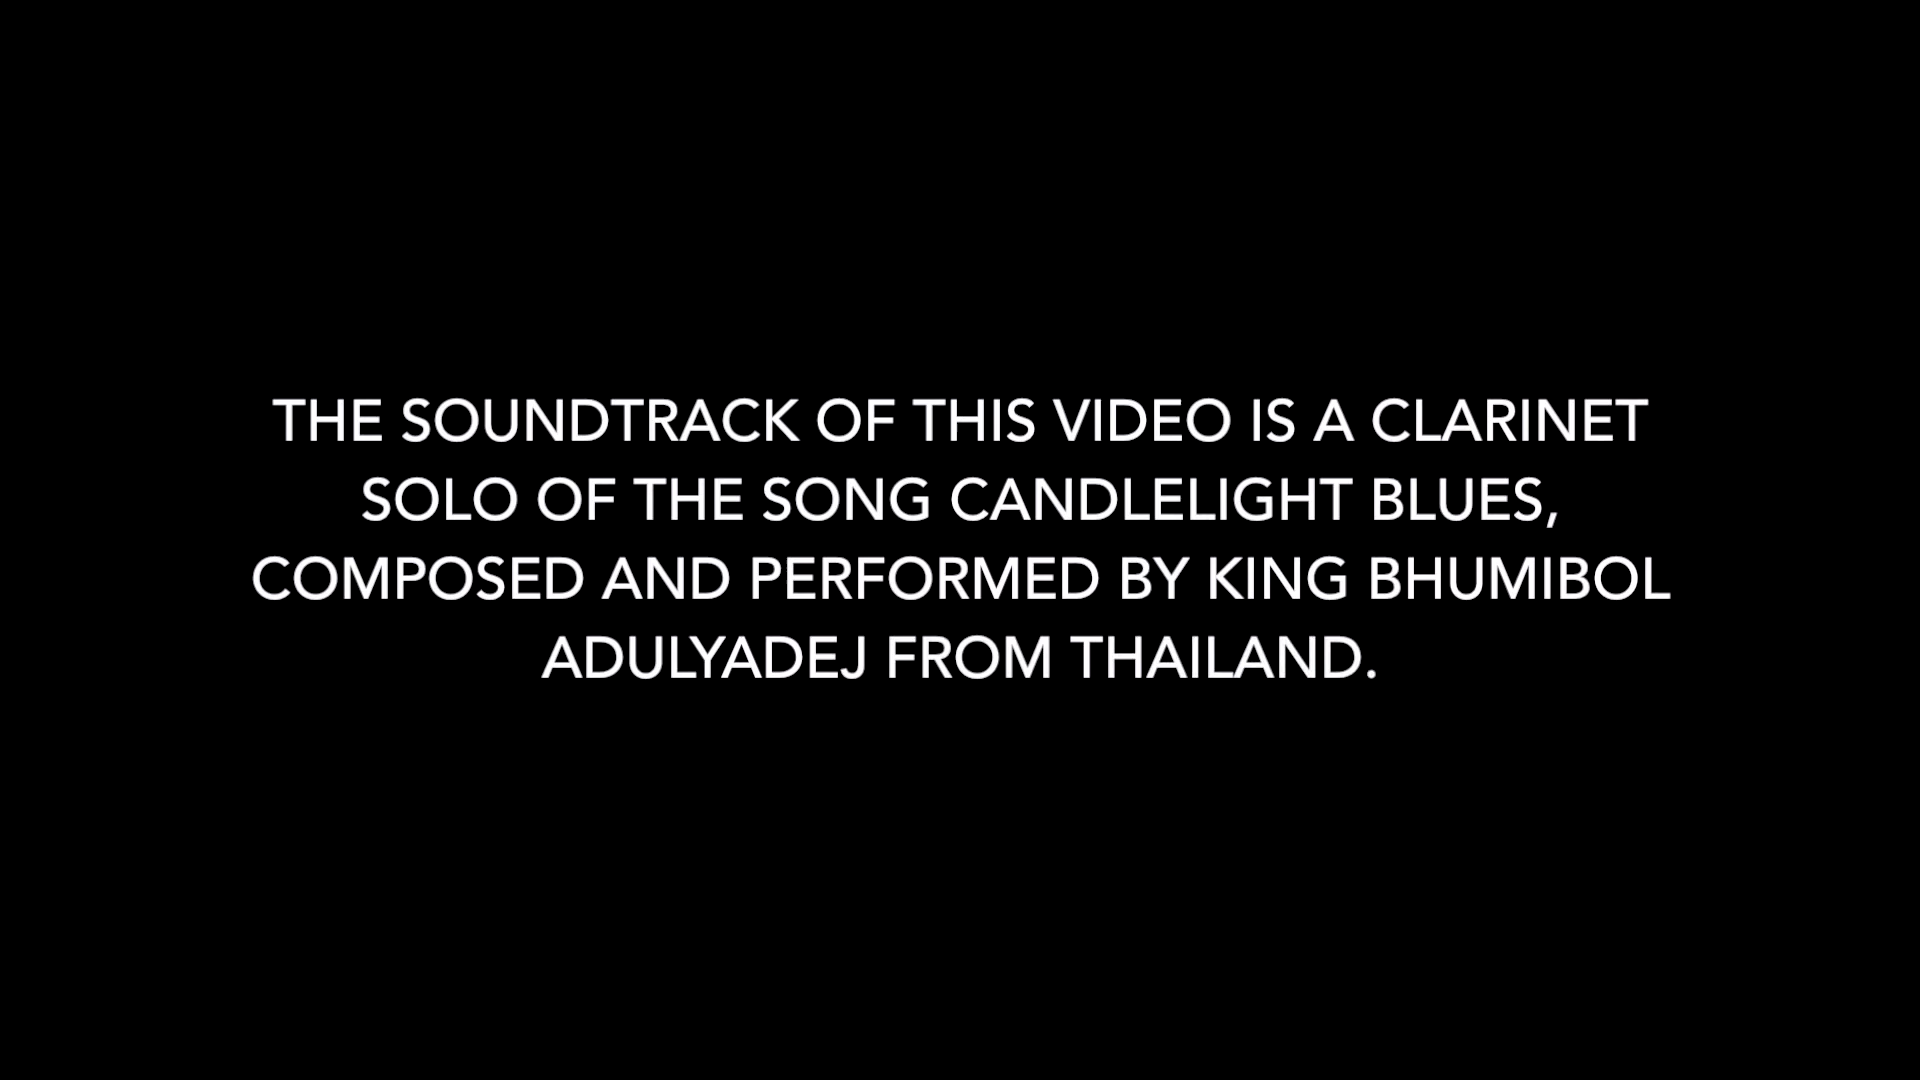 THE SOUNDTRACK OF THIS VIDEO IS A CLARINET
SOLO OF THE SONG CANDLELIGHT BLUES,
COMPOSED AND PERFORMED BY KING BHUMIBOL
ADULYADEJ FROM THAILAND.